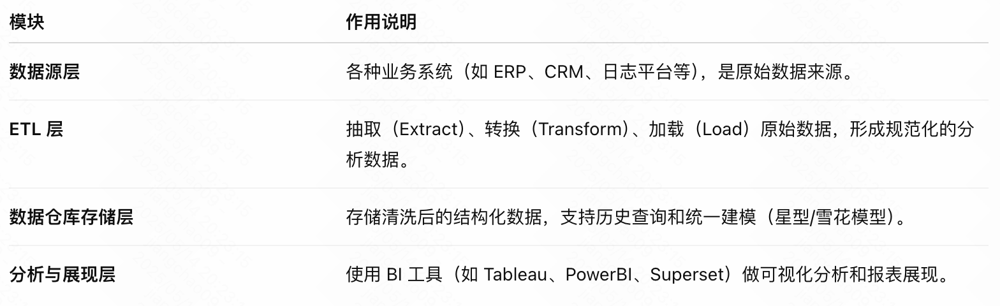 模块 作用说明
数据源层 各种业务系统（如 ERP、CRM、日志平台等），是原始数据来源。
ETL 层 抽取（Extract）、转换（Transform）、加载（Load）原始数据，形成规范化的分
析数据。
数据仓库存储层 存储清洗后的结构化数据，支持历史查询和统一建模（星型/雪花模型）。
分析与展现层 使用 BI 工具（如 Tableau、PowerBI、Superset）做可视化分析和报表展现。